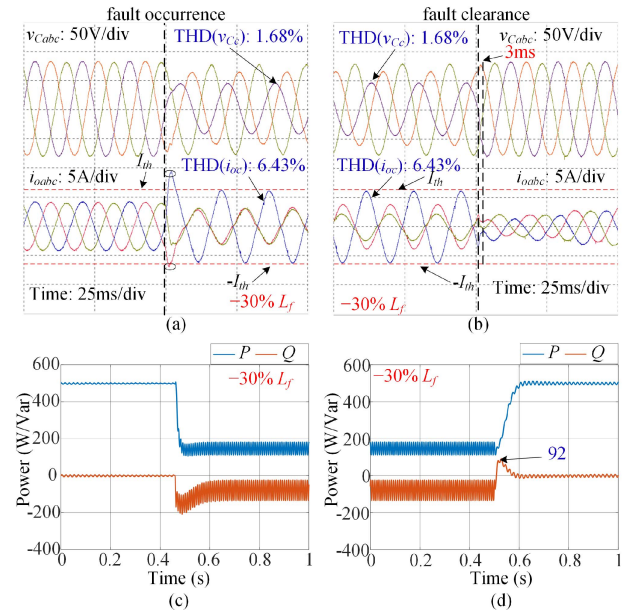 fault occurrence
vCabc: 50V/div
THD(vCc): 1.68%
ioabc: 5A/div
Ith
THD(ioc): 6.43%
-Ith
Time: 25ms/div
−30% Lf
(a)
fault clearance
THD(vCc): 1.68%
vCabc: 50V/div
3ms
THD(ioc): 6.43%
Ith
ioabc: 5A/div
-Ith
Time: 25ms/div
−30% Lf
(b)
P Q
−30% Lf
Power (W/Var)
600
400
200
0
-200
-400
0 0.2 0.4 0.6 0.8 1
Time (s)
(c)
P Q
−30% Lf
92
Power (W/Var)
600
400
200
0
-200
-400
0 0.2 0.4 0.6 0.8 1
Time (s)
(d)